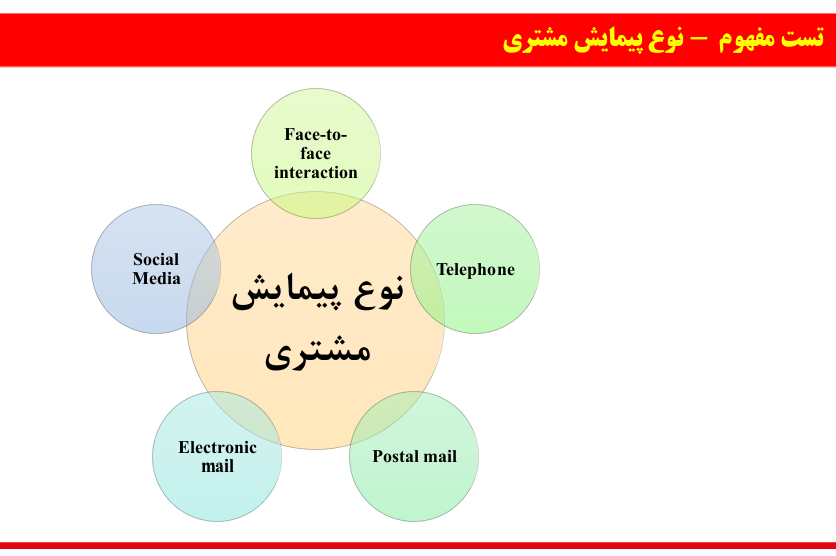 تست مفهوم – نوع پیمایش مشتری
Face-to-
face
interaction
Social
Media
Telephone
نوع پیمایش
مشتری
Electronic
mail
Postal mail